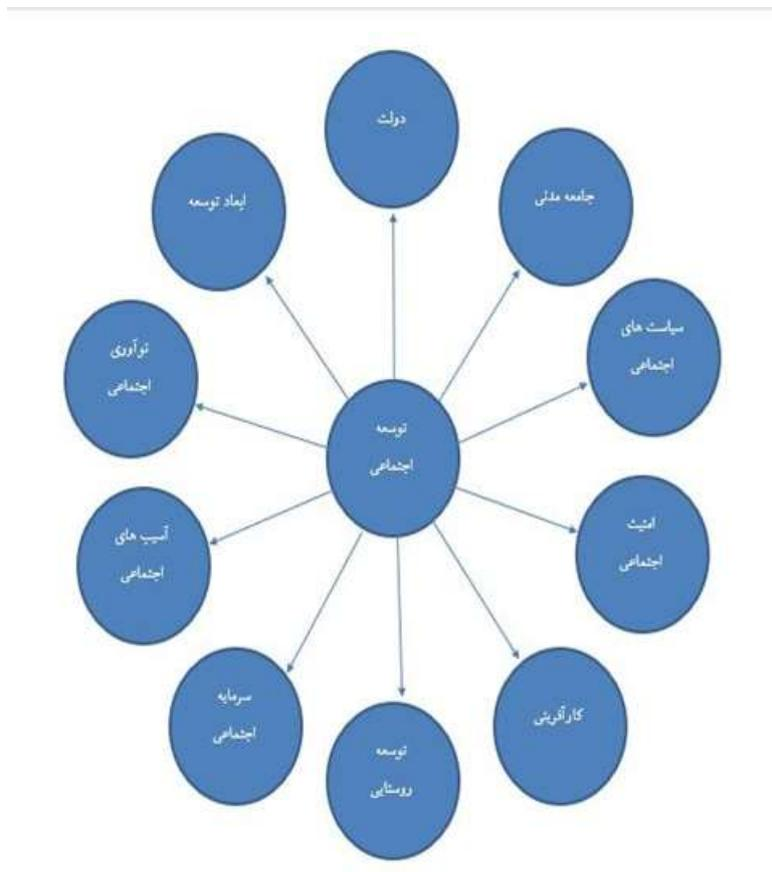 دولت
جامعه مدنی
سیاست های
اجتماعی
امنیت
اجتماعی
کارآفرینی
توسعه
روستایی
سرمایه
اجتماعی
آسیب های
اجتماعی
نوآوری
اجتماعی
ابعاد توسعه
توسعه
اجتماعی